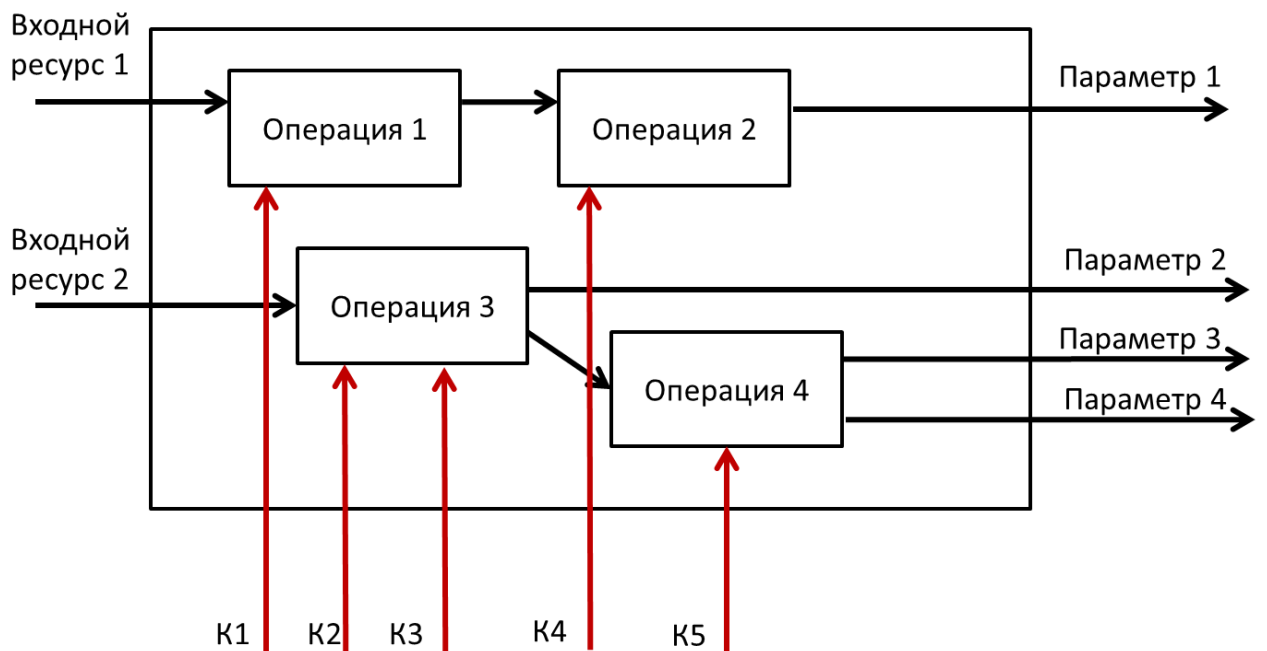 Входной
ресурс 1
Операция 1
Операция 2
Параметр 1
Входной
ресурс 2
Операция 3
Параметр 2
Параметр 3
Операция 4
Параметр 4
К1
К2
К3
К4
К5